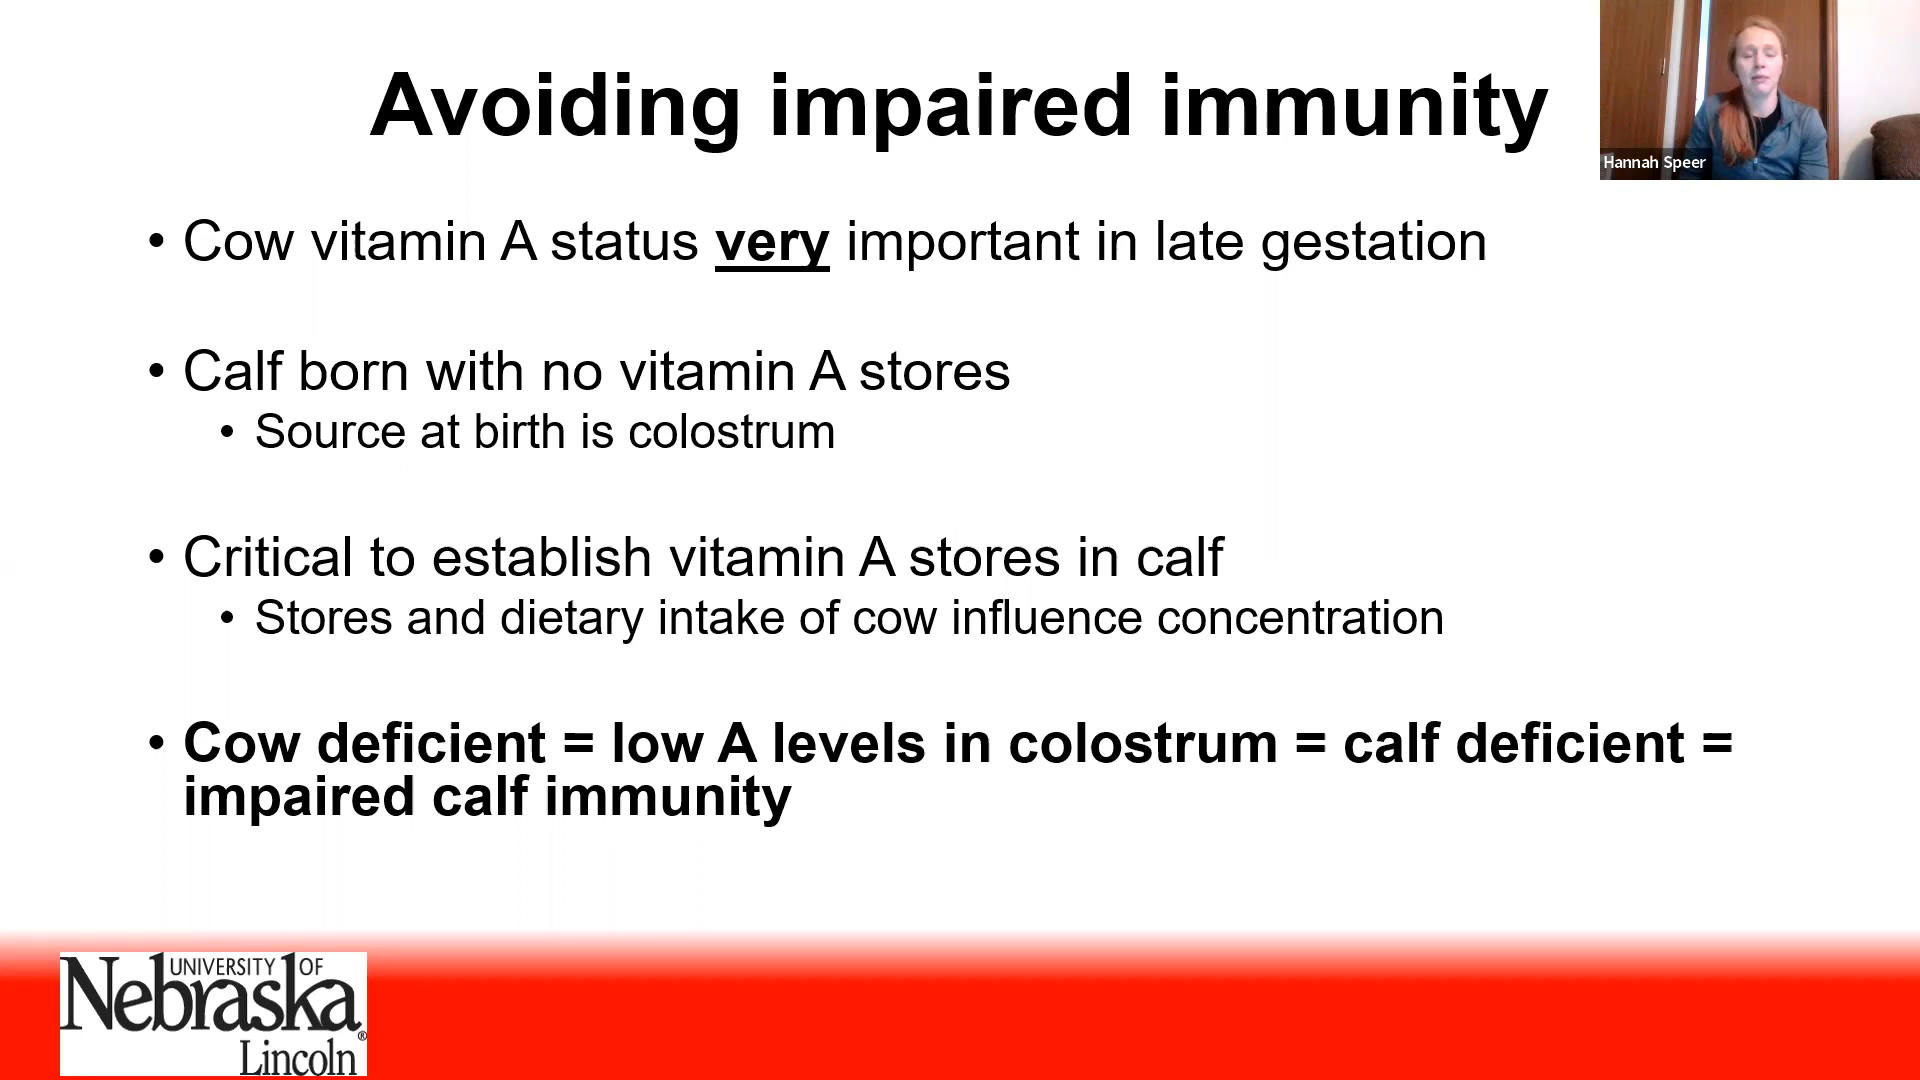 Avoiding impaired immunity
Hannah Speer
• Cow vitamin A status very important in late gestation
• Calf born with no vitamin A stores
• Source at birth is colostrum
• Critical to establish vitamin A stores in calf
• Stores and dietary intake of cow influence concentration
• Cow deficient = low A levels in colostrum = calf deficient =
impaired calf immunity
UNIVERSITY OF
Nebraska®
Lincoln